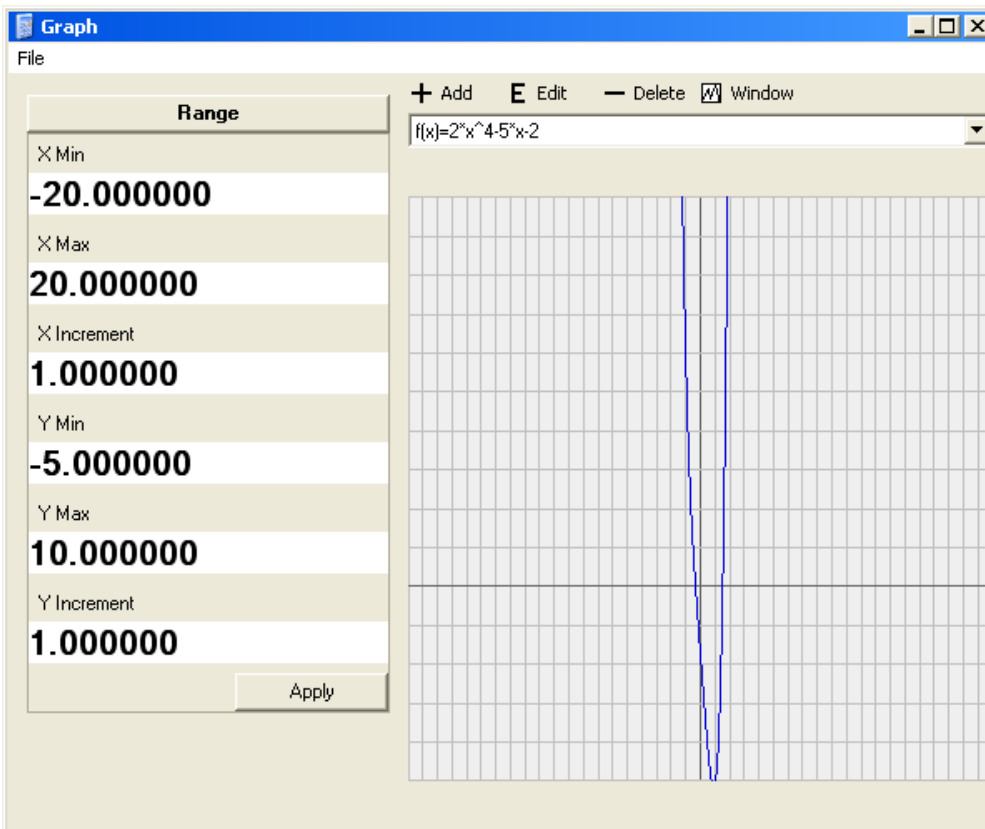 Graph
File
Range
X Min
-20.000000
X Max
20.000000
X Increment
1.000000
Y Min
-5.000000
Y Max
10.000000
Y Increment
1.000000
Apply
+ Add E Edit — Delete Window
f(x)=2*x^4-5*x-2